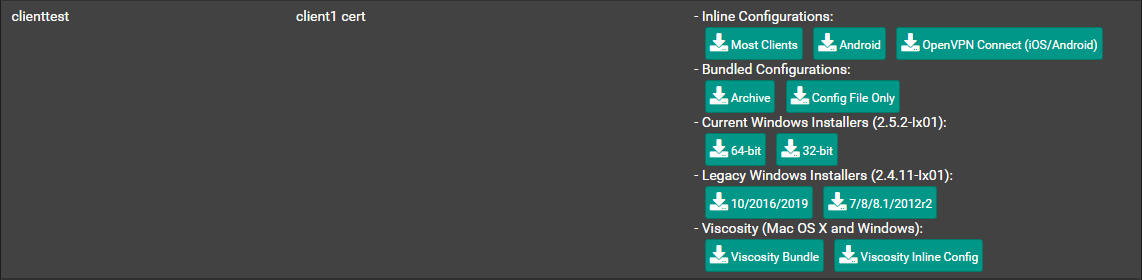 clienttest client1 cert - Inline Configurations:
Most Clients Android OpenVPN Connect (iOS/Android)
- Bundled Configurations:
Archive Config File Only
- Current Windows Installers (2.5.2-Ix01):
64-bit 32-bit
- Legacy Windows Installers (2.4.11-Ix01):
10/2016/2019 7/8/8.1/2012r2
- Viscosity (Mac OS X and Windows):
Viscosity Bundle Viscosity Inline Config